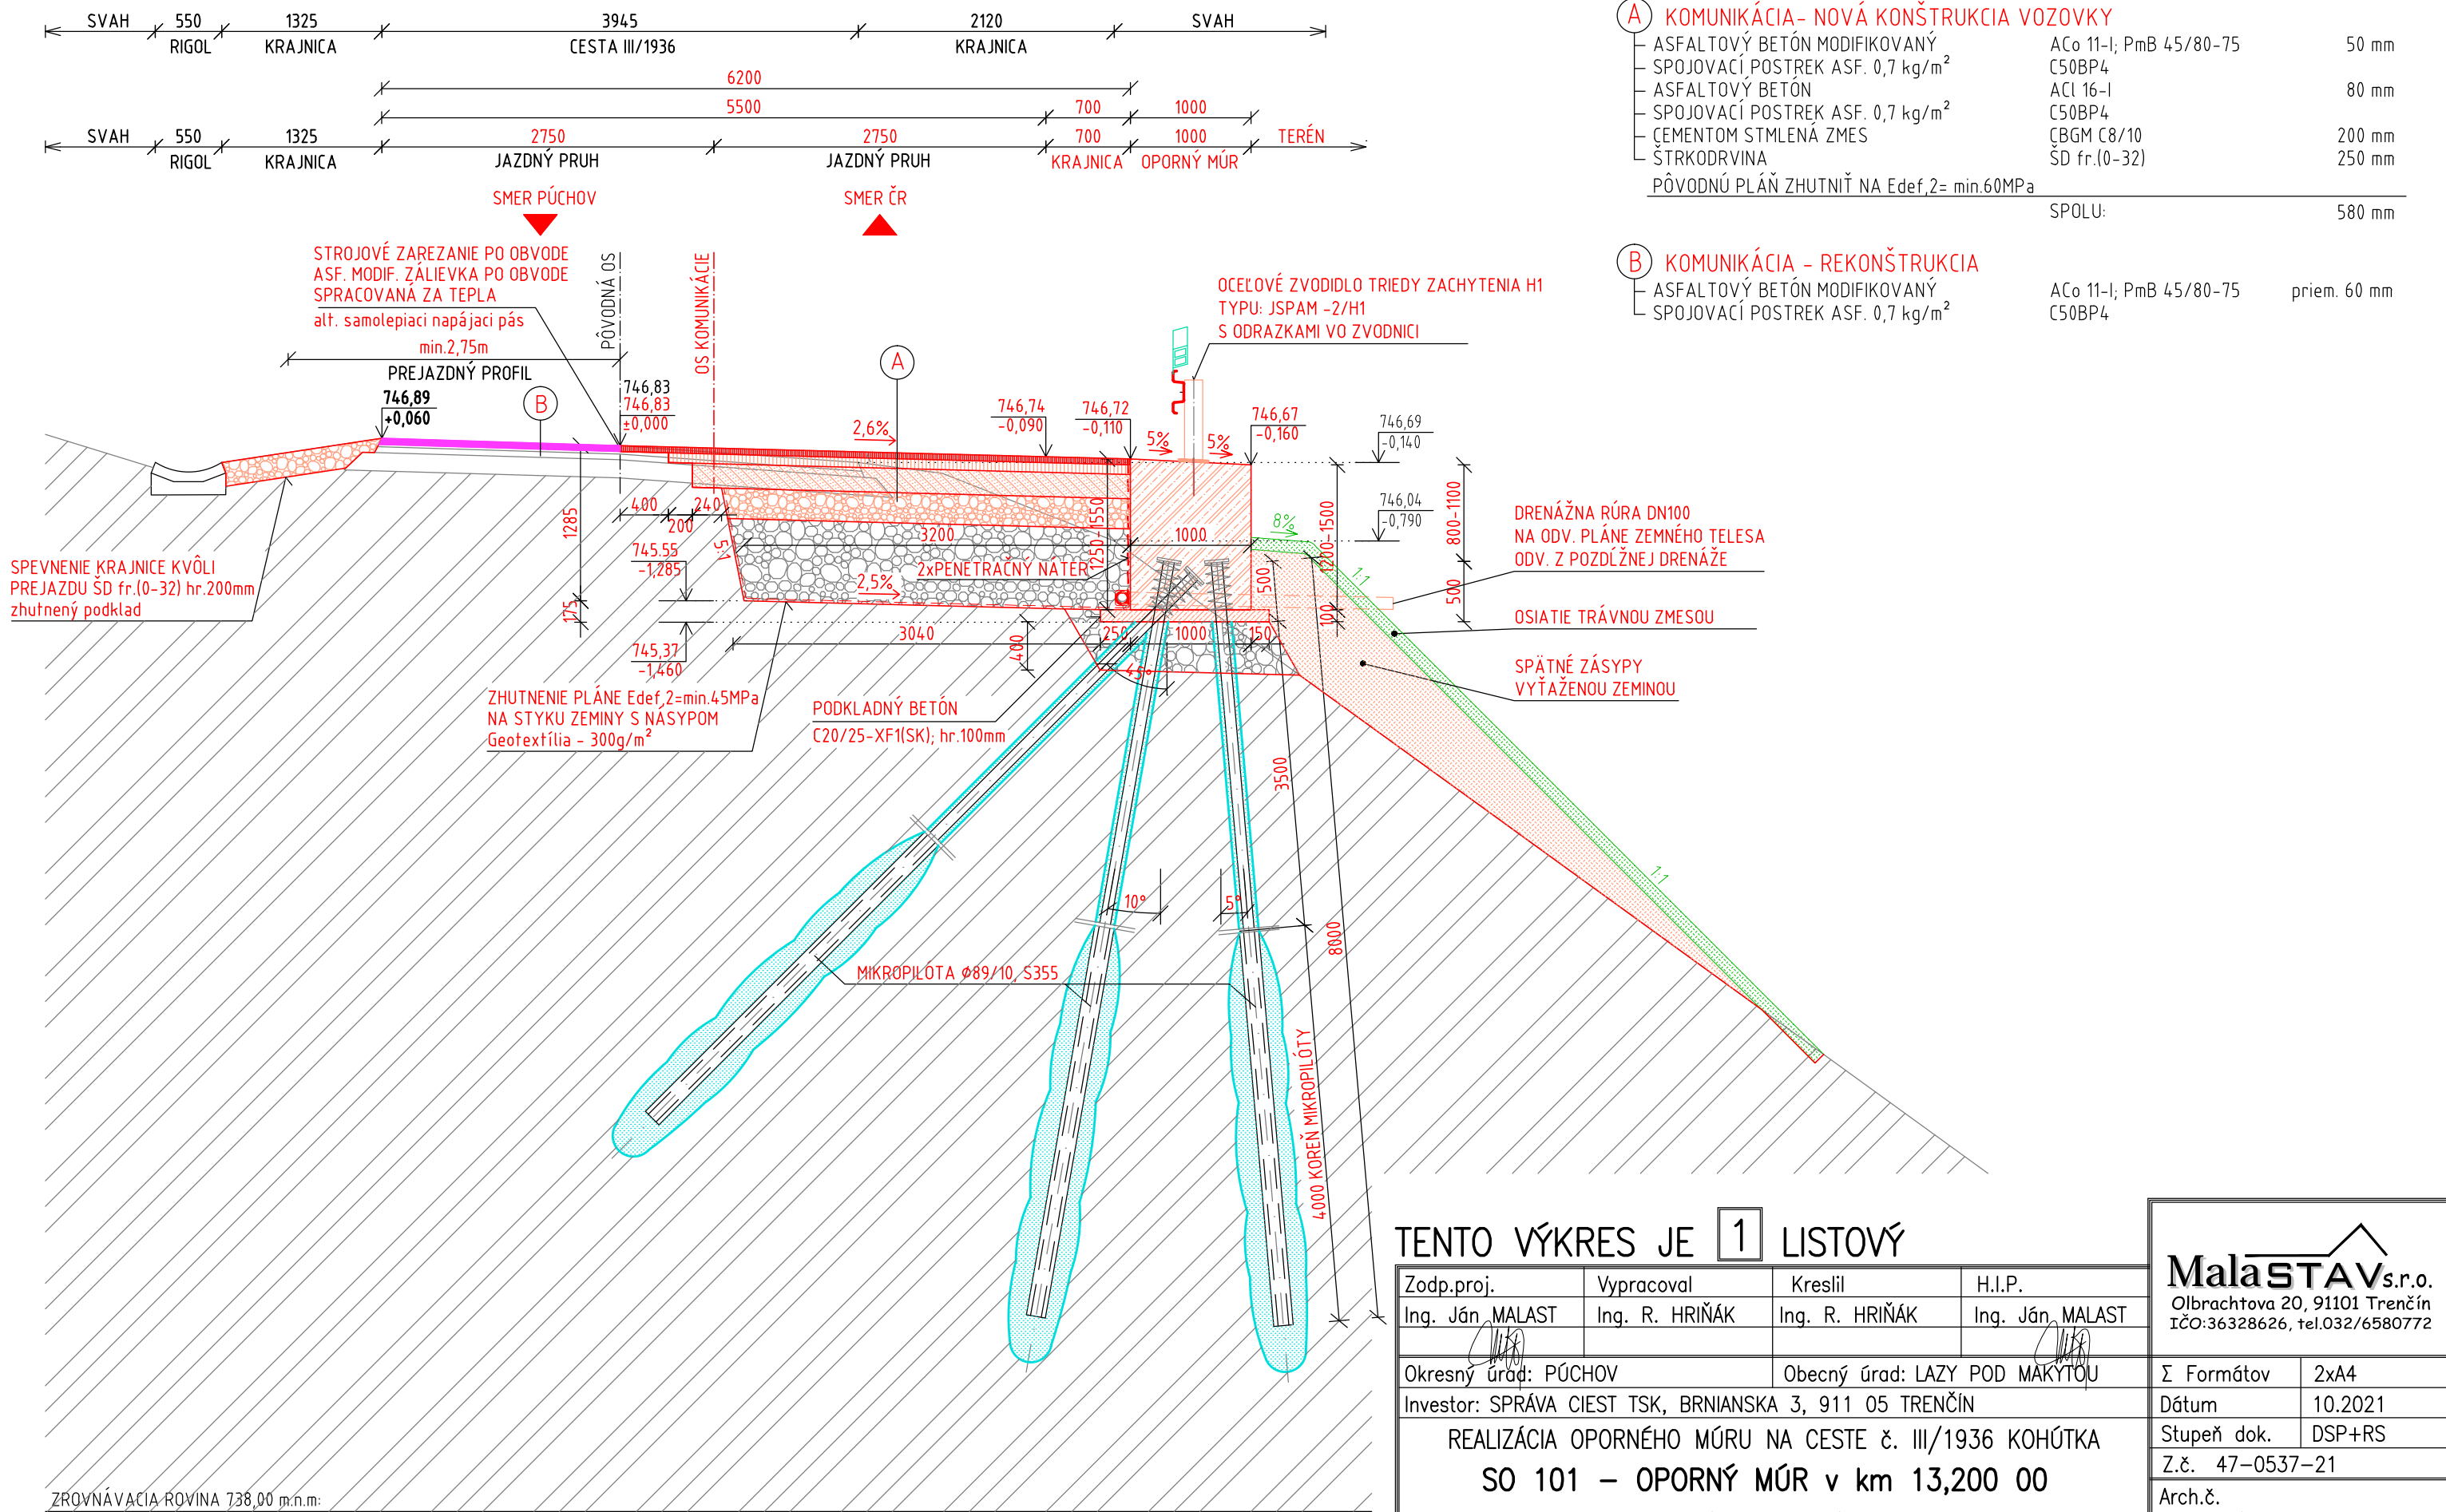 SVAH 550 1325 3945 2120 SVAH
RIGOL KRAJNICA CESTA III/1936 KRAJNICA
6200
5500 700 1000
SVAH 550 1325 2750 2750 700 1000 TERÉN
RIGOL KRAJNICA JAZDNÝ PRUH JAZDNÝ PRUH KRAJNICA OPORNÝ MÚR
SMER PÚCHOV SMER ČR
A KOMUNIKÁCIA- NOVÁ KONŠTRUKCIA VOZOVKY
ASFALTOVÝ BETÓN MODIFIKOVANÝ ACo 11-I; PmB 45/80-75 50 mm
SPOJOVACÍ POSTREK ASF. 0,7 kg/m² C50BP4
ASFALTOVÝ BETÓN ACl 16-I 80 mm
SPOJOVACÍ POSTREK ASF. 0,7 kg/m² C50BP4
CEMENTOM STMLENÁ ZMES CBGM C8/10 200 mm
ŠTRKODRVINA ŠD fr.(0-32) 250 mm
PÔVODNÚ PLÁŇ ZHUTNIŤ NA Edef,2= min.60MPa
SPOLU: 580 mm
B KOMUNIKÁCIA - REKONŠTRUKCIA
ASFALTOVÝ BETÓN MODIFIKOVANÝ ACo 11-I; PmB 45/80-75 priem. 60 mm
SPOJOVACÍ POSTREK ASF. 0,7 kg/m² C50BP4
STROJOVÉ ZAREZANIE PO OBVODE
ASF. MODIF. ZÁLIEVKA PO OBVODE
SPRACOVANÁ ZA TEPLA
alt. samolepiaci napájaci pás
min.2,75m
PREJAZDNÝ PROFIL
PÔVODNÁ OS
OS KOMUNIKÁCIE
OCEĽOVÉ ZVODIDLO TRIEDY ZACHYTENIA H1
TYPU: JSPAM -2/H1
S ODRAZKAMI VO ZVODNICI
A
B
746,89
+0,060
746,83
746,83
±0,000
2,6%
746,74
-0,090
746,72
-0,110
5%
5%
746,67
-0,160
746,69
-0,140
746,04
-0,790
1285
175
400
200
240
745.55
-1,285
745,37
-1,460
5:1
3200
2,5%
2xPENETRAČNÝ NÁTER
1250-1550
1000
500
1200-1500
100
800-1100
500
8%
1:1
1:1
3040
400
250
1000
150
45°
SPEVNENIE KRAJNICE KVÔLI
PREJAZDU ŠD fr.(0-32) hr.200mm
zhutnený podklad
ZHUTNENIE PLÁNE Edef,2=min.45MPa
NA STYKU ZEMINY S NÁSYPOM
Geotextília - 300g/m²
PODKLADNÝ BETÓN
C20/25-XF1(SK); hr.100mm
DRENÁŽNA RÚRA DN100
NA ODV. PLÁNE ZEMNÉHO TELESA
ODV. Z POZDĹŽNEJ DRENÁŽE
OSIATIE TRÁVNOU ZMESOU
SPÄTNÉ ZÁSYPY
VYŤAŽENOU ZEMINOU
3500
10°
5°
8000
MIKROPILÓTA Ø89/10, S355
4000 KOREŇ MIKROPILÓTY
ZROVNÁVACIA ROVINA 738,00 m.n.m:
TENTO VÝKRES JE 1 LISTOVÝ
Zodp.proj. Vypracoval Kreslil H.I.P.
Ing. Ján MALAST Ing. R. HRIŇÁK Ing. R. HRIŇÁK Ing. Ján MALAST
Okresný úrad: PÚCHOV Obecný úrad: LAZY POD MAKYTOU
Investor: SPRÁVA CIEST TSK, BRNIANSKA 3, 911 05 TRENČÍN
REALIZÁCIA OPORNÉHO MÚRU NA CESTE č. III/1936 KOHÚTKA
SO 101 – OPORNÝ MÚR v km 13,200 00
MalaSTAV s.r.o.
Olbrachtova 20, 91101 Trenčín
IČO:36328626, tel.032/6580772
Σ Formátov 2xA4
Dátum 10.2021
Stupeň dok. DSP+RS
Z.č. 47-0537-21
Arch.č.